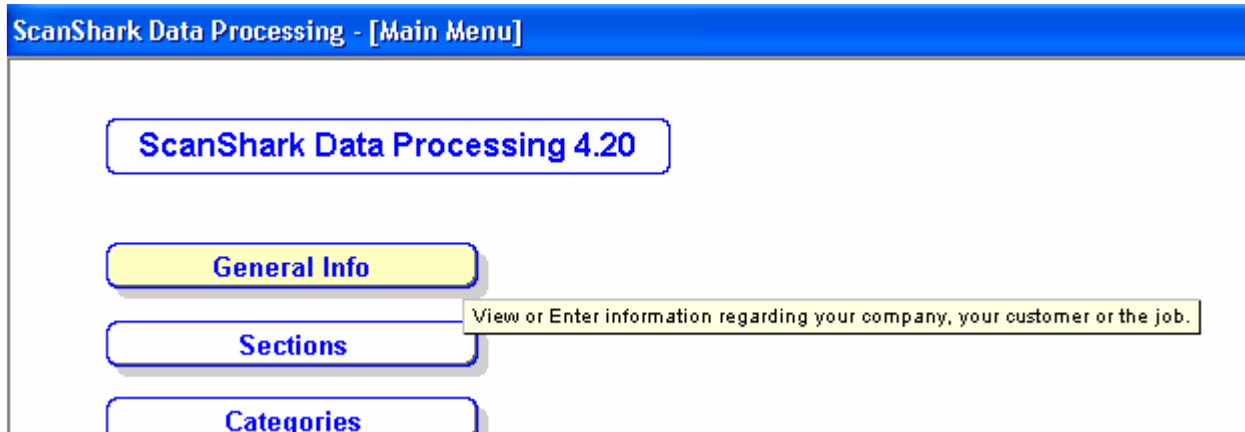 ScanShark Data Processing - [Main Menu]
ScanShark Data Processing 4.20
General Info
View or Enter information regarding your company, your customer or the job.
Sections
Categories